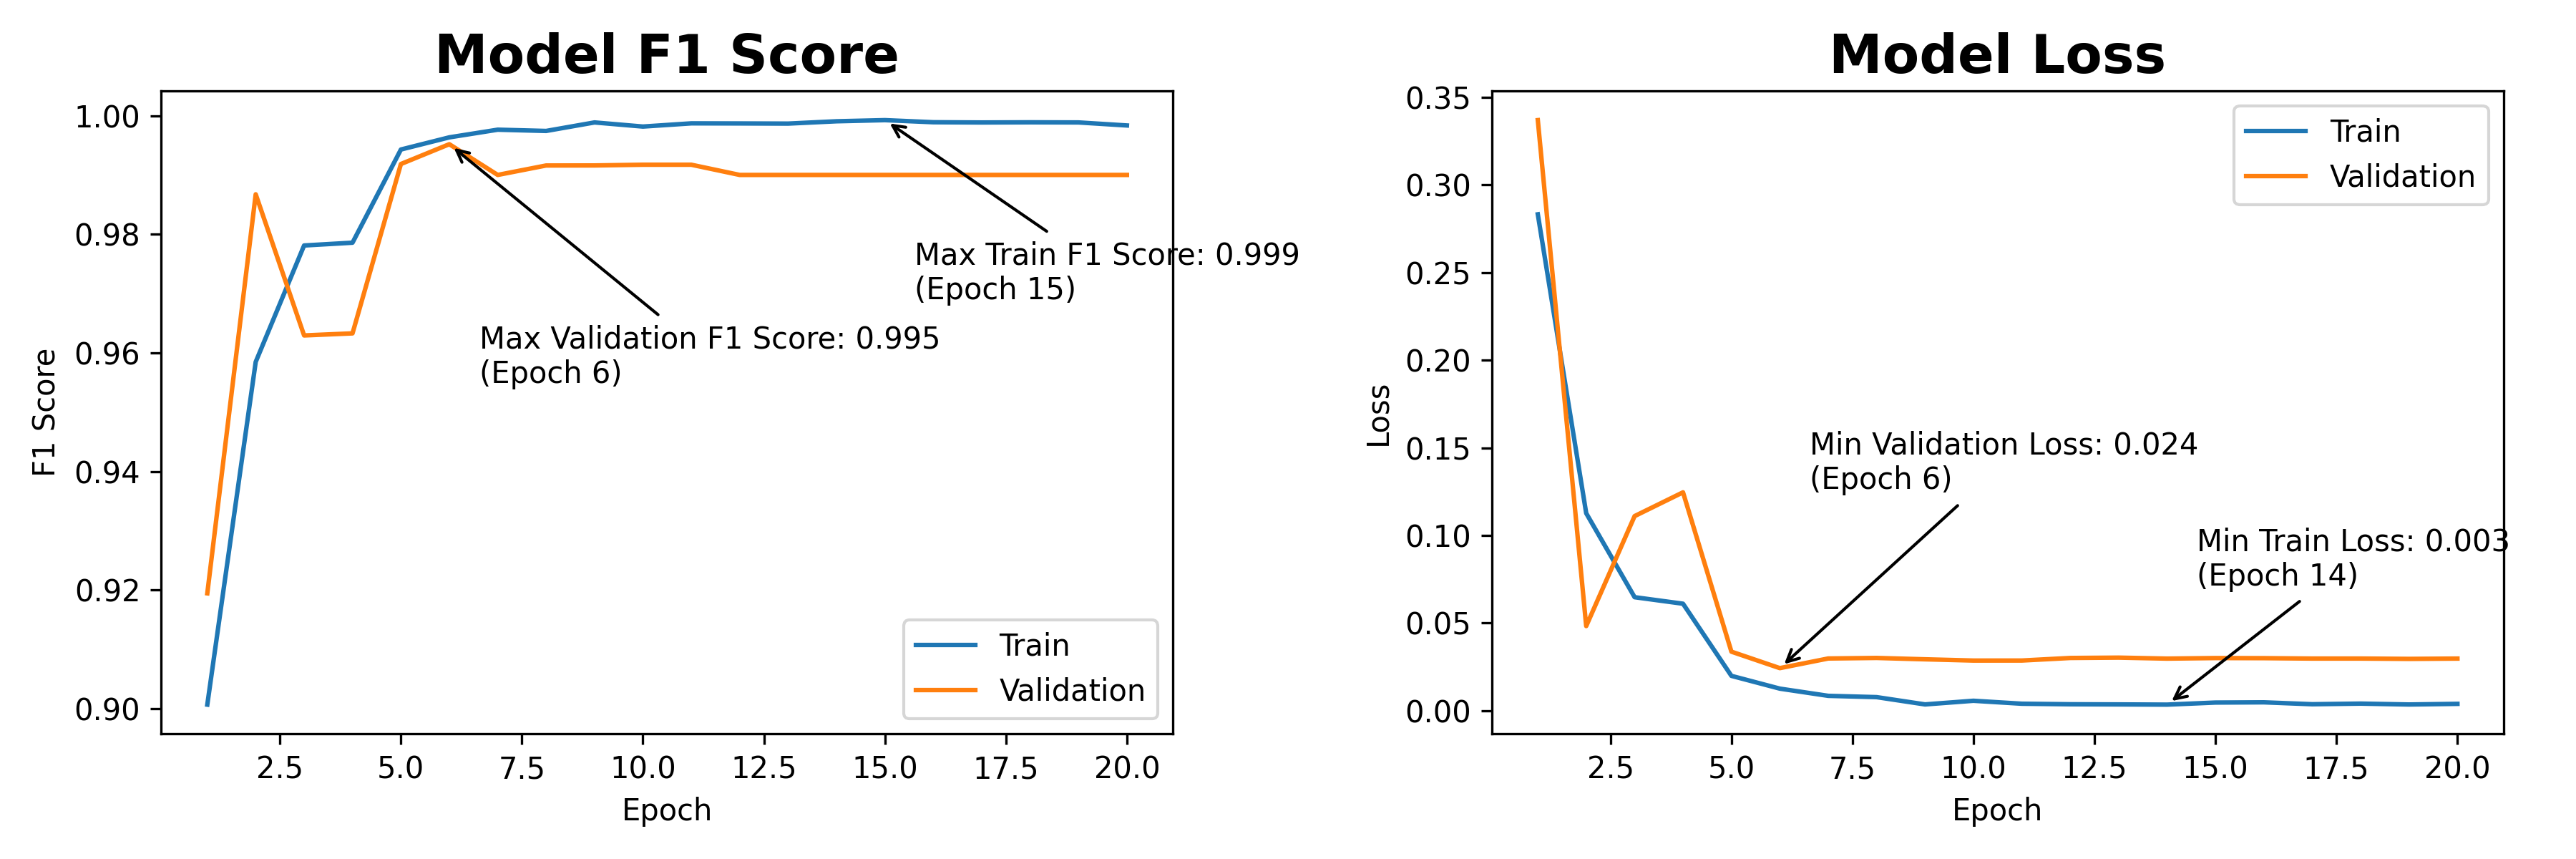 Model F1 Score
1.00
0.98
0.96
0.94
0.92
0.90
F1 Score
Max Train F1 Score: 0.999
(Epoch 15)
Max Validation F1 Score: 0.995
(Epoch 6)
Train
Validation
2.5 5.0 7.5 10.0 12.5 15.0 17.5 20.0
Epoch
Model Loss
0.35
0.30
0.25
0.20
0.15
0.10
0.05
0.00
Loss
Train
Validation
Min Validation Loss: 0.024
(Epoch 6)
Min Train Loss: 0.003
(Epoch 14)
2.5 5.0 7.5 10.0 12.5 15.0 17.5 20.0
Epoch